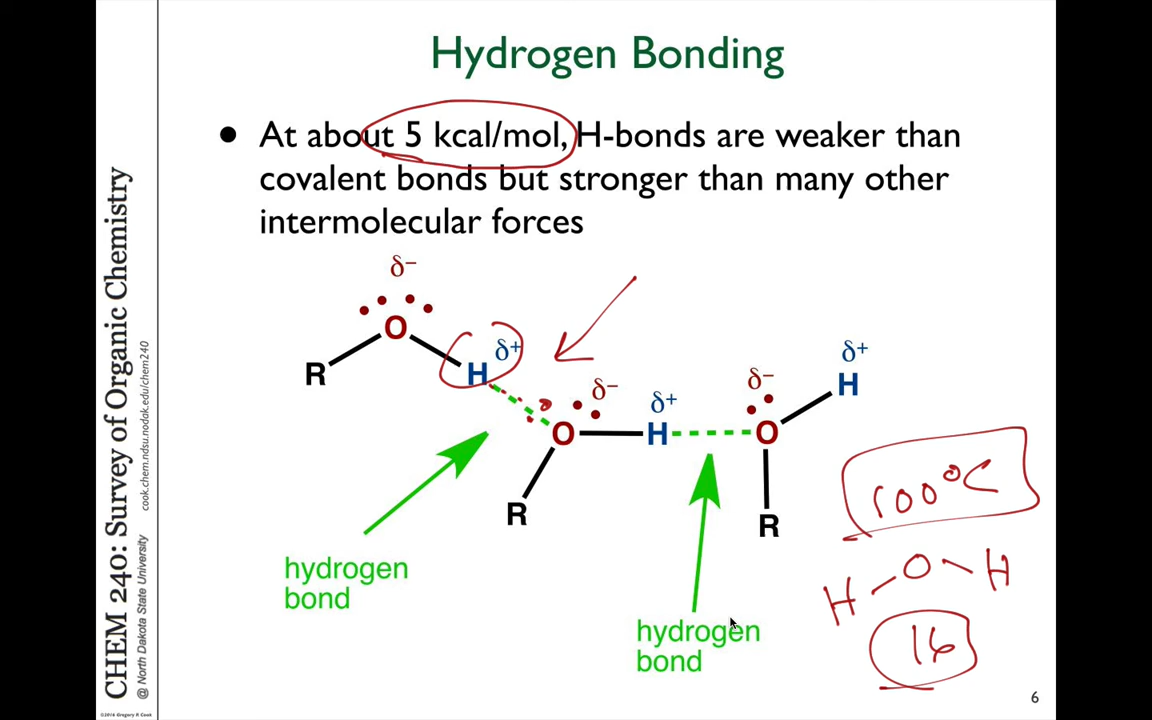 Hydrogen Bonding
• At about 5 kcal/mol, H-bonds are weaker than
covalent bonds but stronger than many other
intermolecular forces
δ−
O
R
H
δ+
δ−
O
H
δ+
R
δ−
O
H
δ+
R
hydrogen
bond
hydrogen
bond
100°C
H-O-H
16
6
CHEM 240: Survey of Organic Chemistry
@ North Dakota State University
cook.chem.ndsu.nodak.edu/chem240
©2016 Gregory R Cook